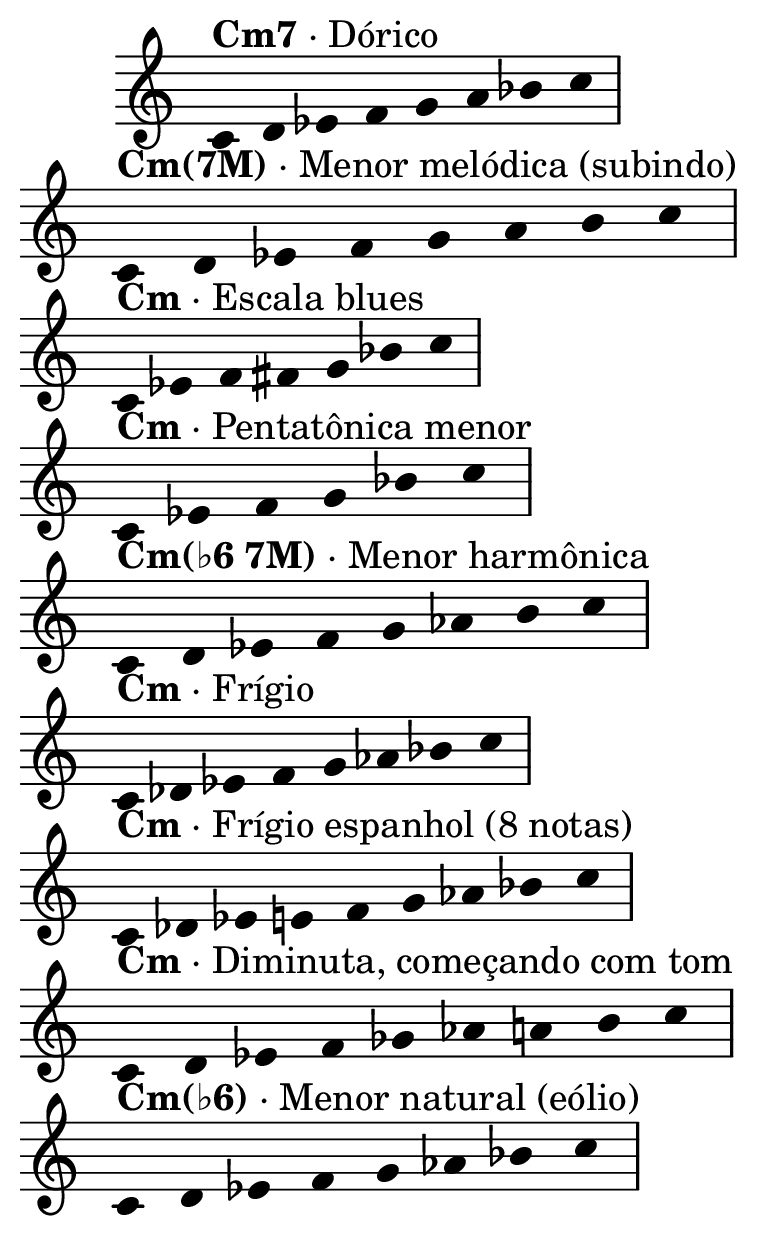 Cm7 · Dórico
Cm(7M) · Menor melódica (subindo)
Cm · Escala blues
Cm · Pentatônica menor
Cm(♭6 7M) · Menor harmônica
Cm · Frígio
Cm · Frígio espanhol (8 notas)
Cm · Diminuta, começando com tom
Cm(♭6) · Menor natural (eólio)